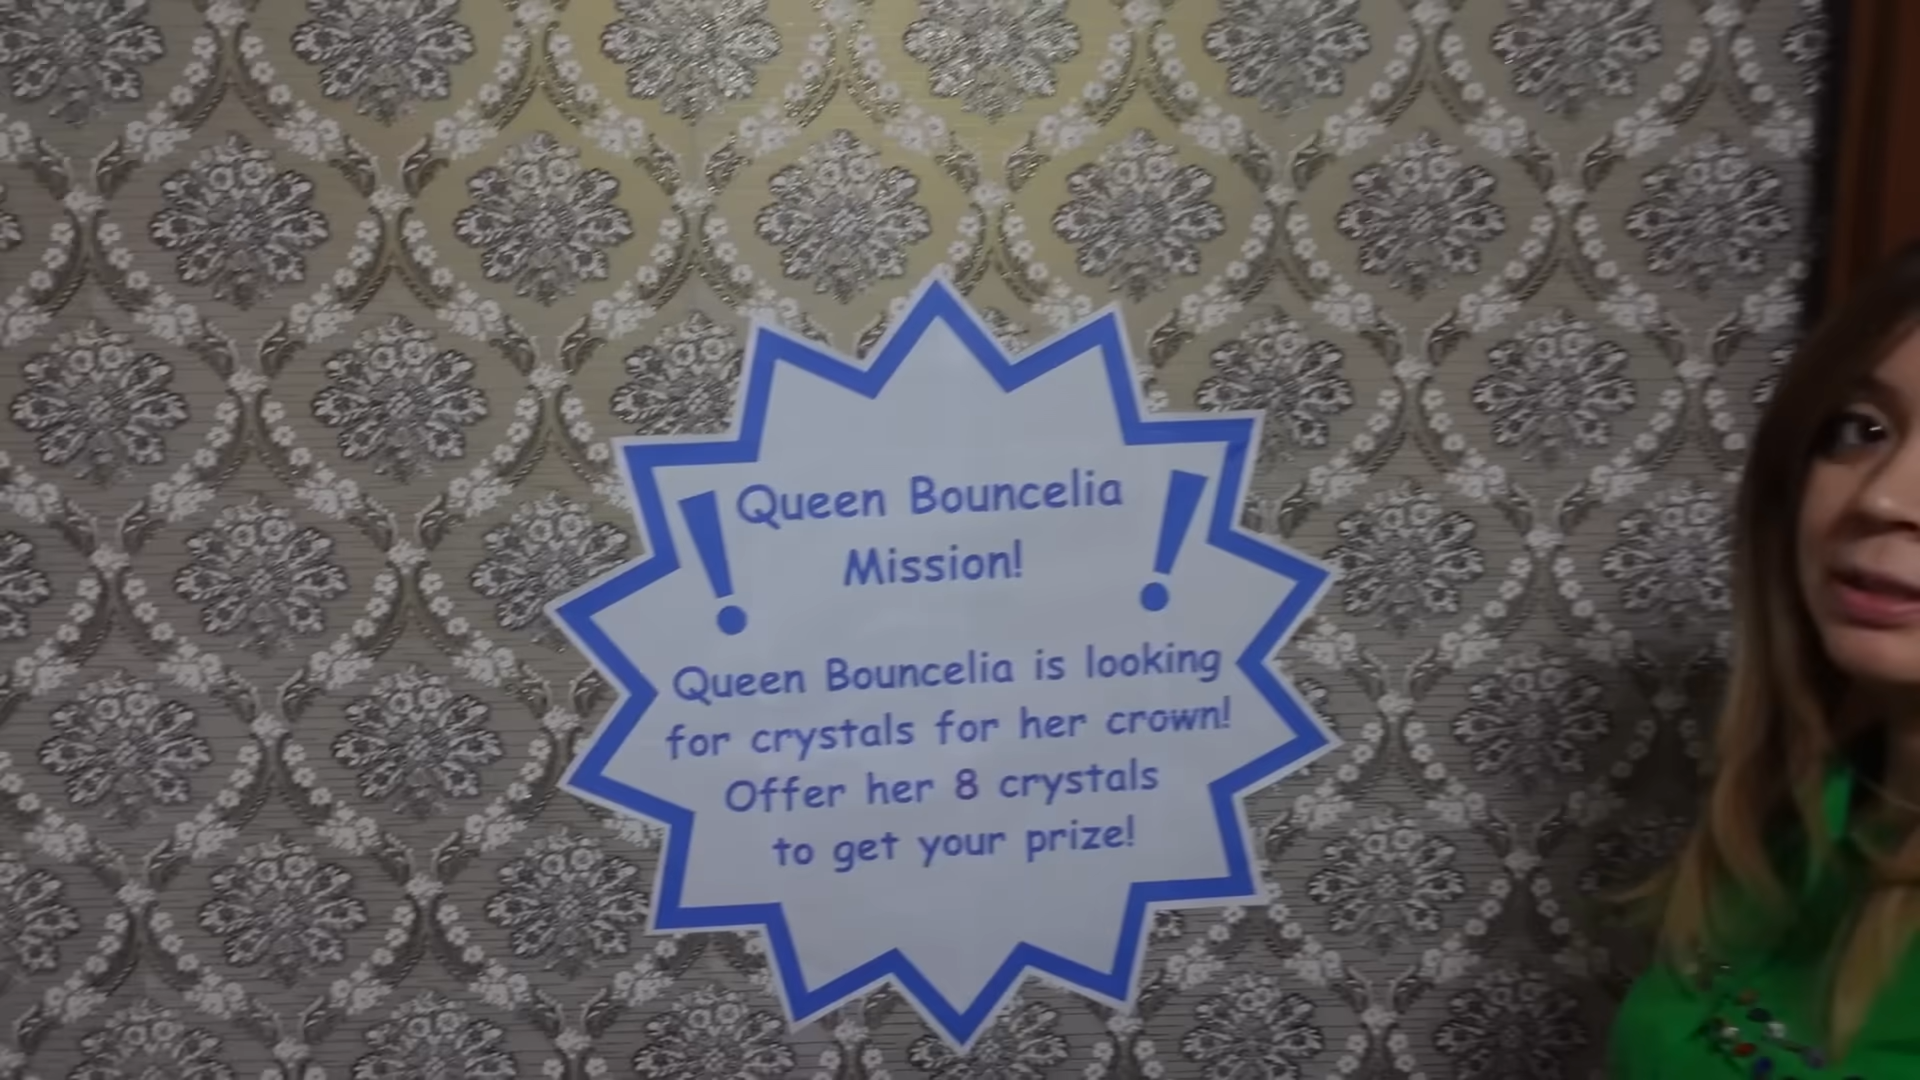 Queen Bouncelia
Mission!
Queen Bouncelia is looking
for crystals for her crown!
Offer her 8 crystals
to get your prize!